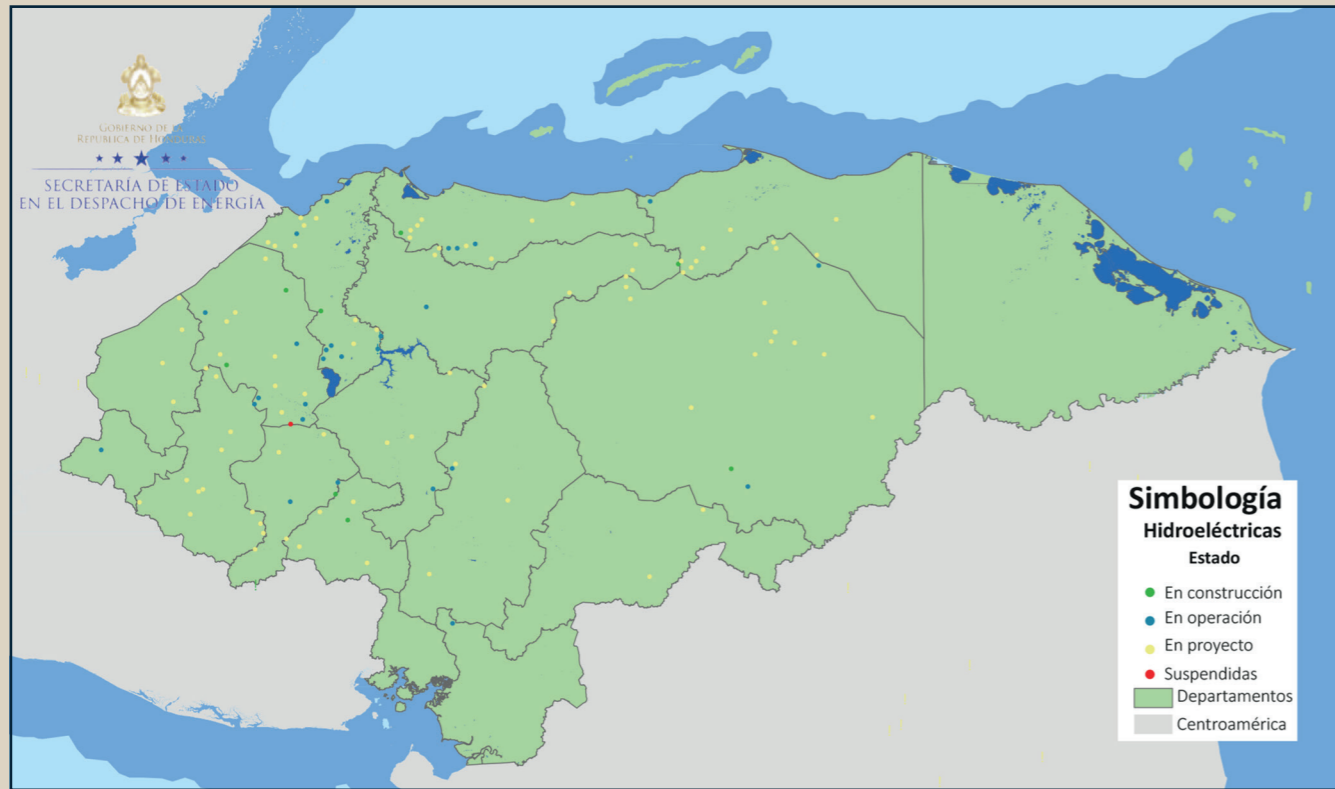 GOBIERNO DE LA
REPÚBLICA DE HONDURAS
SECRETARÍA DE ESTADO
EN EL DESPACHO DE ENERGÍA
Simbología
Hidroeléctricas
Estado
En construcción
En operación
En proyecto
Suspendidas
Departamentos
Centroamérica